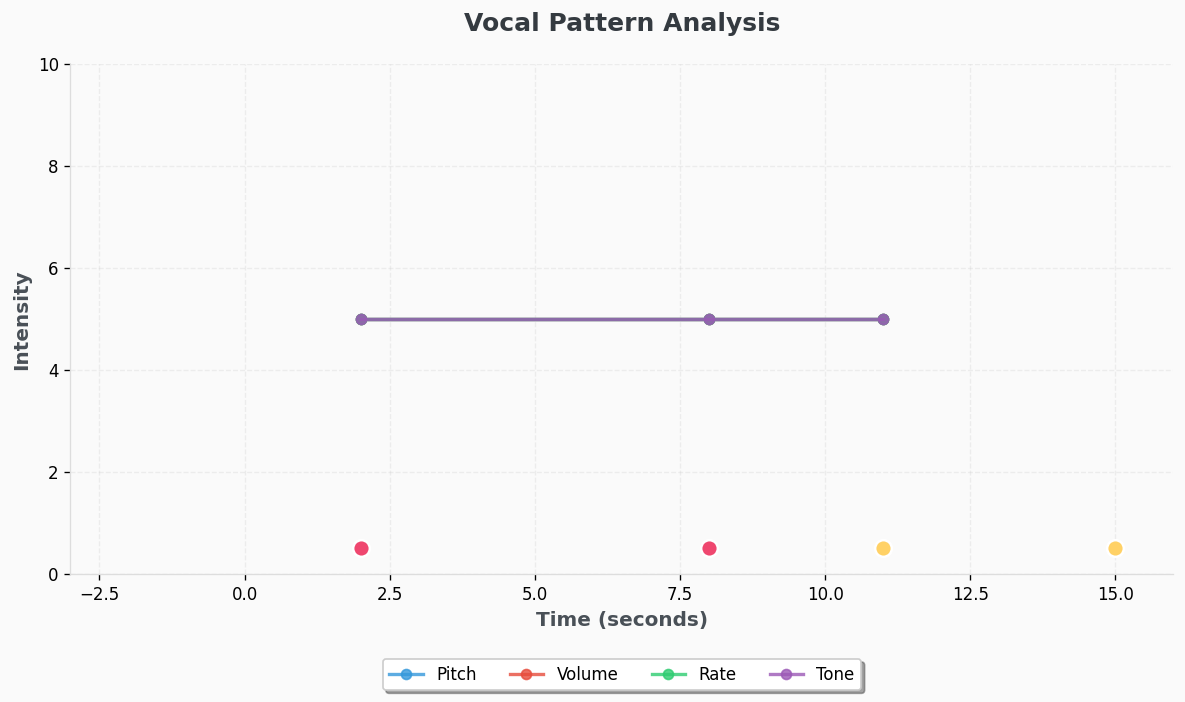 Vocal Pattern Analysis
10
8
6
4
2
0
Intensity
−2.5 0.0 2.5 5.0 7.5 10.0 12.5 15.0
Time (seconds)
Pitch Volume Rate Tone